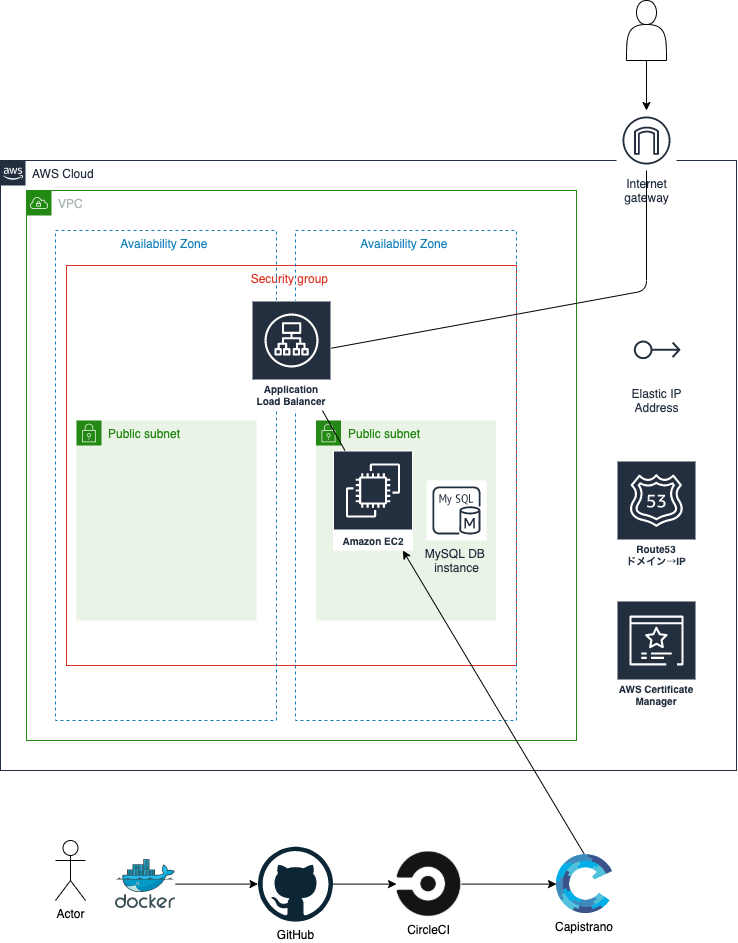 Internet
gateway
aws
AWS Cloud
VPC
Availability Zone
Availability Zone
Security group
Application
Load Balancer
Elastic IP
Address
Public subnet
Public subnet
My SQL
M
Amazon EC2
MySQL DB
instance
53
Route53
ドメイン→IP
AWS Certificate
Manager
Actor
docker
GitHub
CircleCI
Capistrano